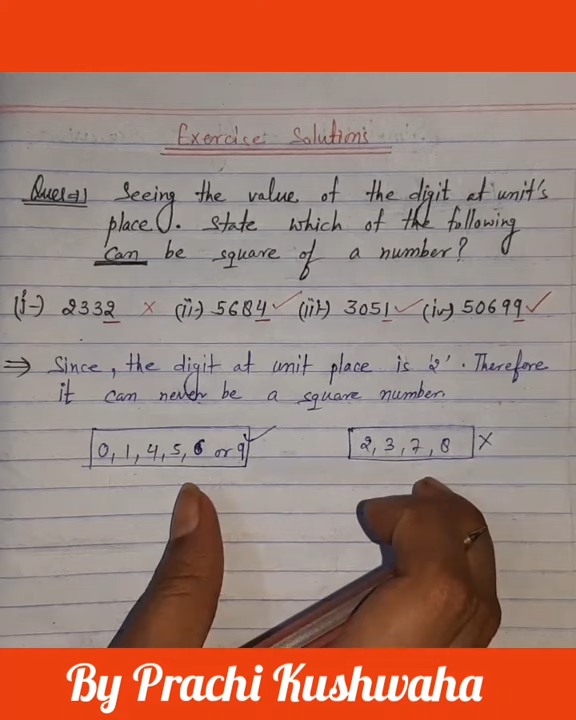 Exercise Solutions
Ques-1 Seeing the value of the digit at unit's
place. State which of the following
can be square of a number?
(i) 2332 × (ii) 5684 ✓ (iii) 3051 ✓ (iv) 50699 ✓
⇒ Since, the digit at unit place is '2'. Therefore
it can never be a square number.
0, 1, 4, 5, 6 or 9 ✓ 2, 3, 7, 8 ×
By Prachi Kushwaha